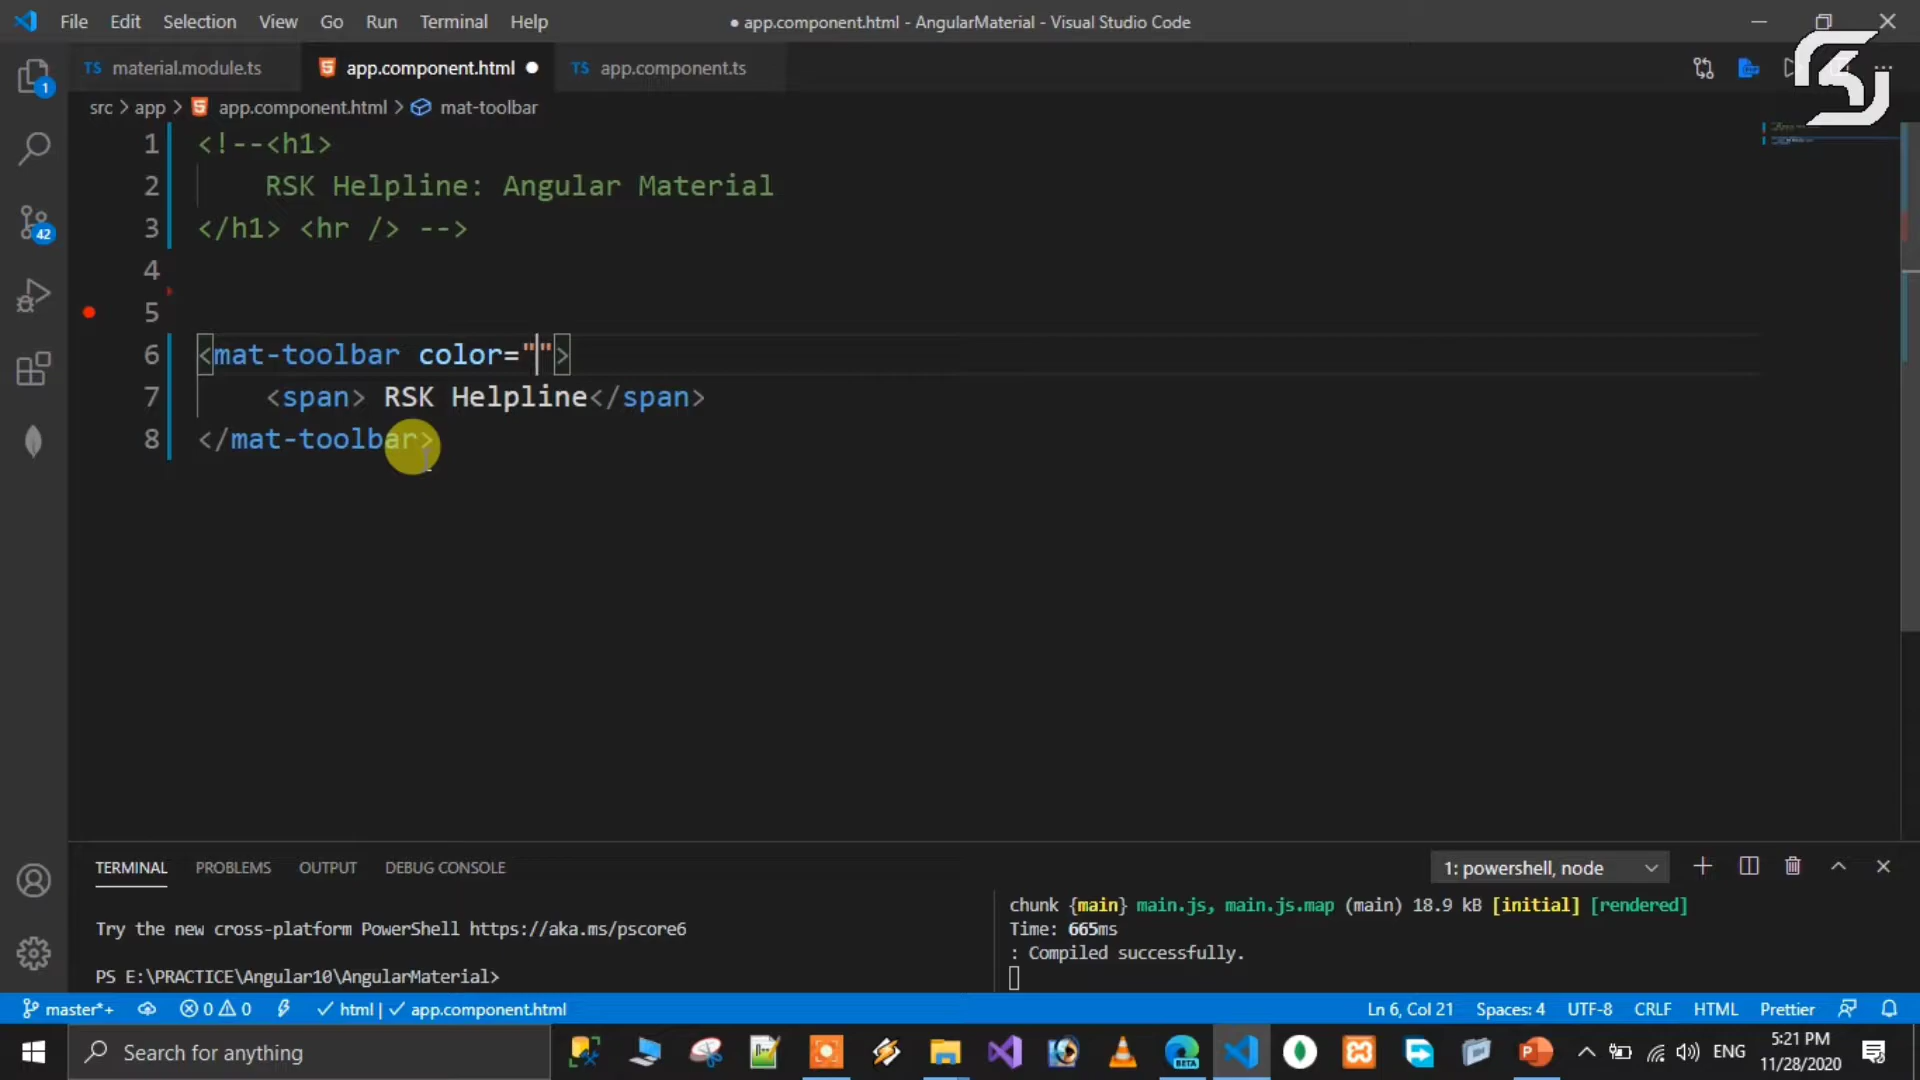 File Edit Selection View Go Run Terminal Help
● app.component.html - AngularMaterial - Visual Studio Code
TS material.module.ts
app.component.html ●
TS app.component.ts
src > app > app.component.html > mat-toolbar
1 <!--<h1>
2 RSK Helpline: Angular Material
3 </h1> <hr /> -->
4
5
6 <mat-toolbar color="">
7 <span> RSK Helpline</span>
8 </mat-toolbar>
1
42
TERMINAL PROBLEMS OUTPUT DEBUG CONSOLE
1: powershell, node
Try the new cross-platform PowerShell https://aka.ms/pscore6
PS E:\PRACTICE\Angular10\AngularMaterial>
chunk {main} main.js, main.js.map (main) 18.9 kB [initial] [rendered]
Time: 665ms
: Compiled successfully.
master*+ 0 0 html | app.component.html
Ln 6, Col 21 Spaces: 4 UTF-8 CRLF HTML Prettier
Search for anything
ENG
5:21 PM
11/28/2020